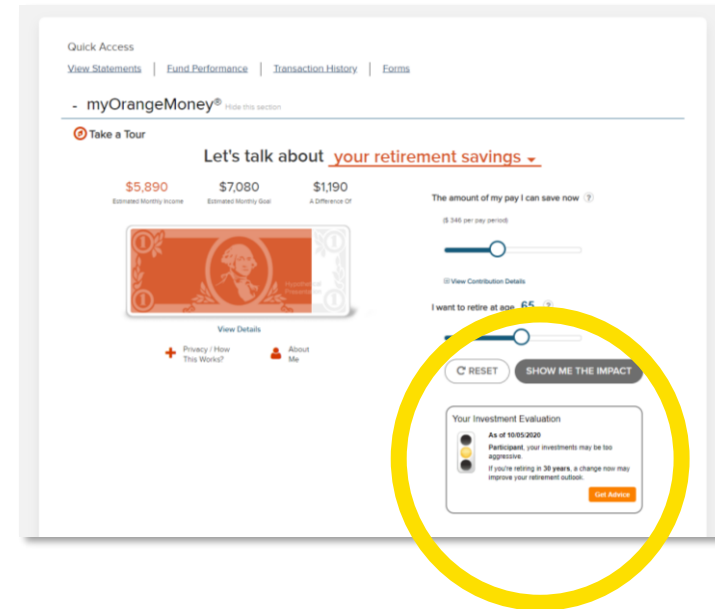 Quick Access
View Statements | Fund Performance | Transaction History | Forms
- myOrangeMoney® Hide this section
Take a Tour
Let's talk about your retirement savings
$5,890 $7,080 $1,190
Estimated Monthly Income Estimated Monthly Goal A Difference Of
The amount of my pay I can save now ?
($ 346 per pay period)
View Contribution Details
I want to retire at age 65 ?
View Details
Privacy / How
This Works?
About
Me
RESET
SHOW ME THE IMPACT
Your Investment Evaluation
As of 10/05/2020
Participant, your investments may be too
aggressive.
If you're retiring in 30 years, a change now may
improve your retirement outlook.
Get Advice